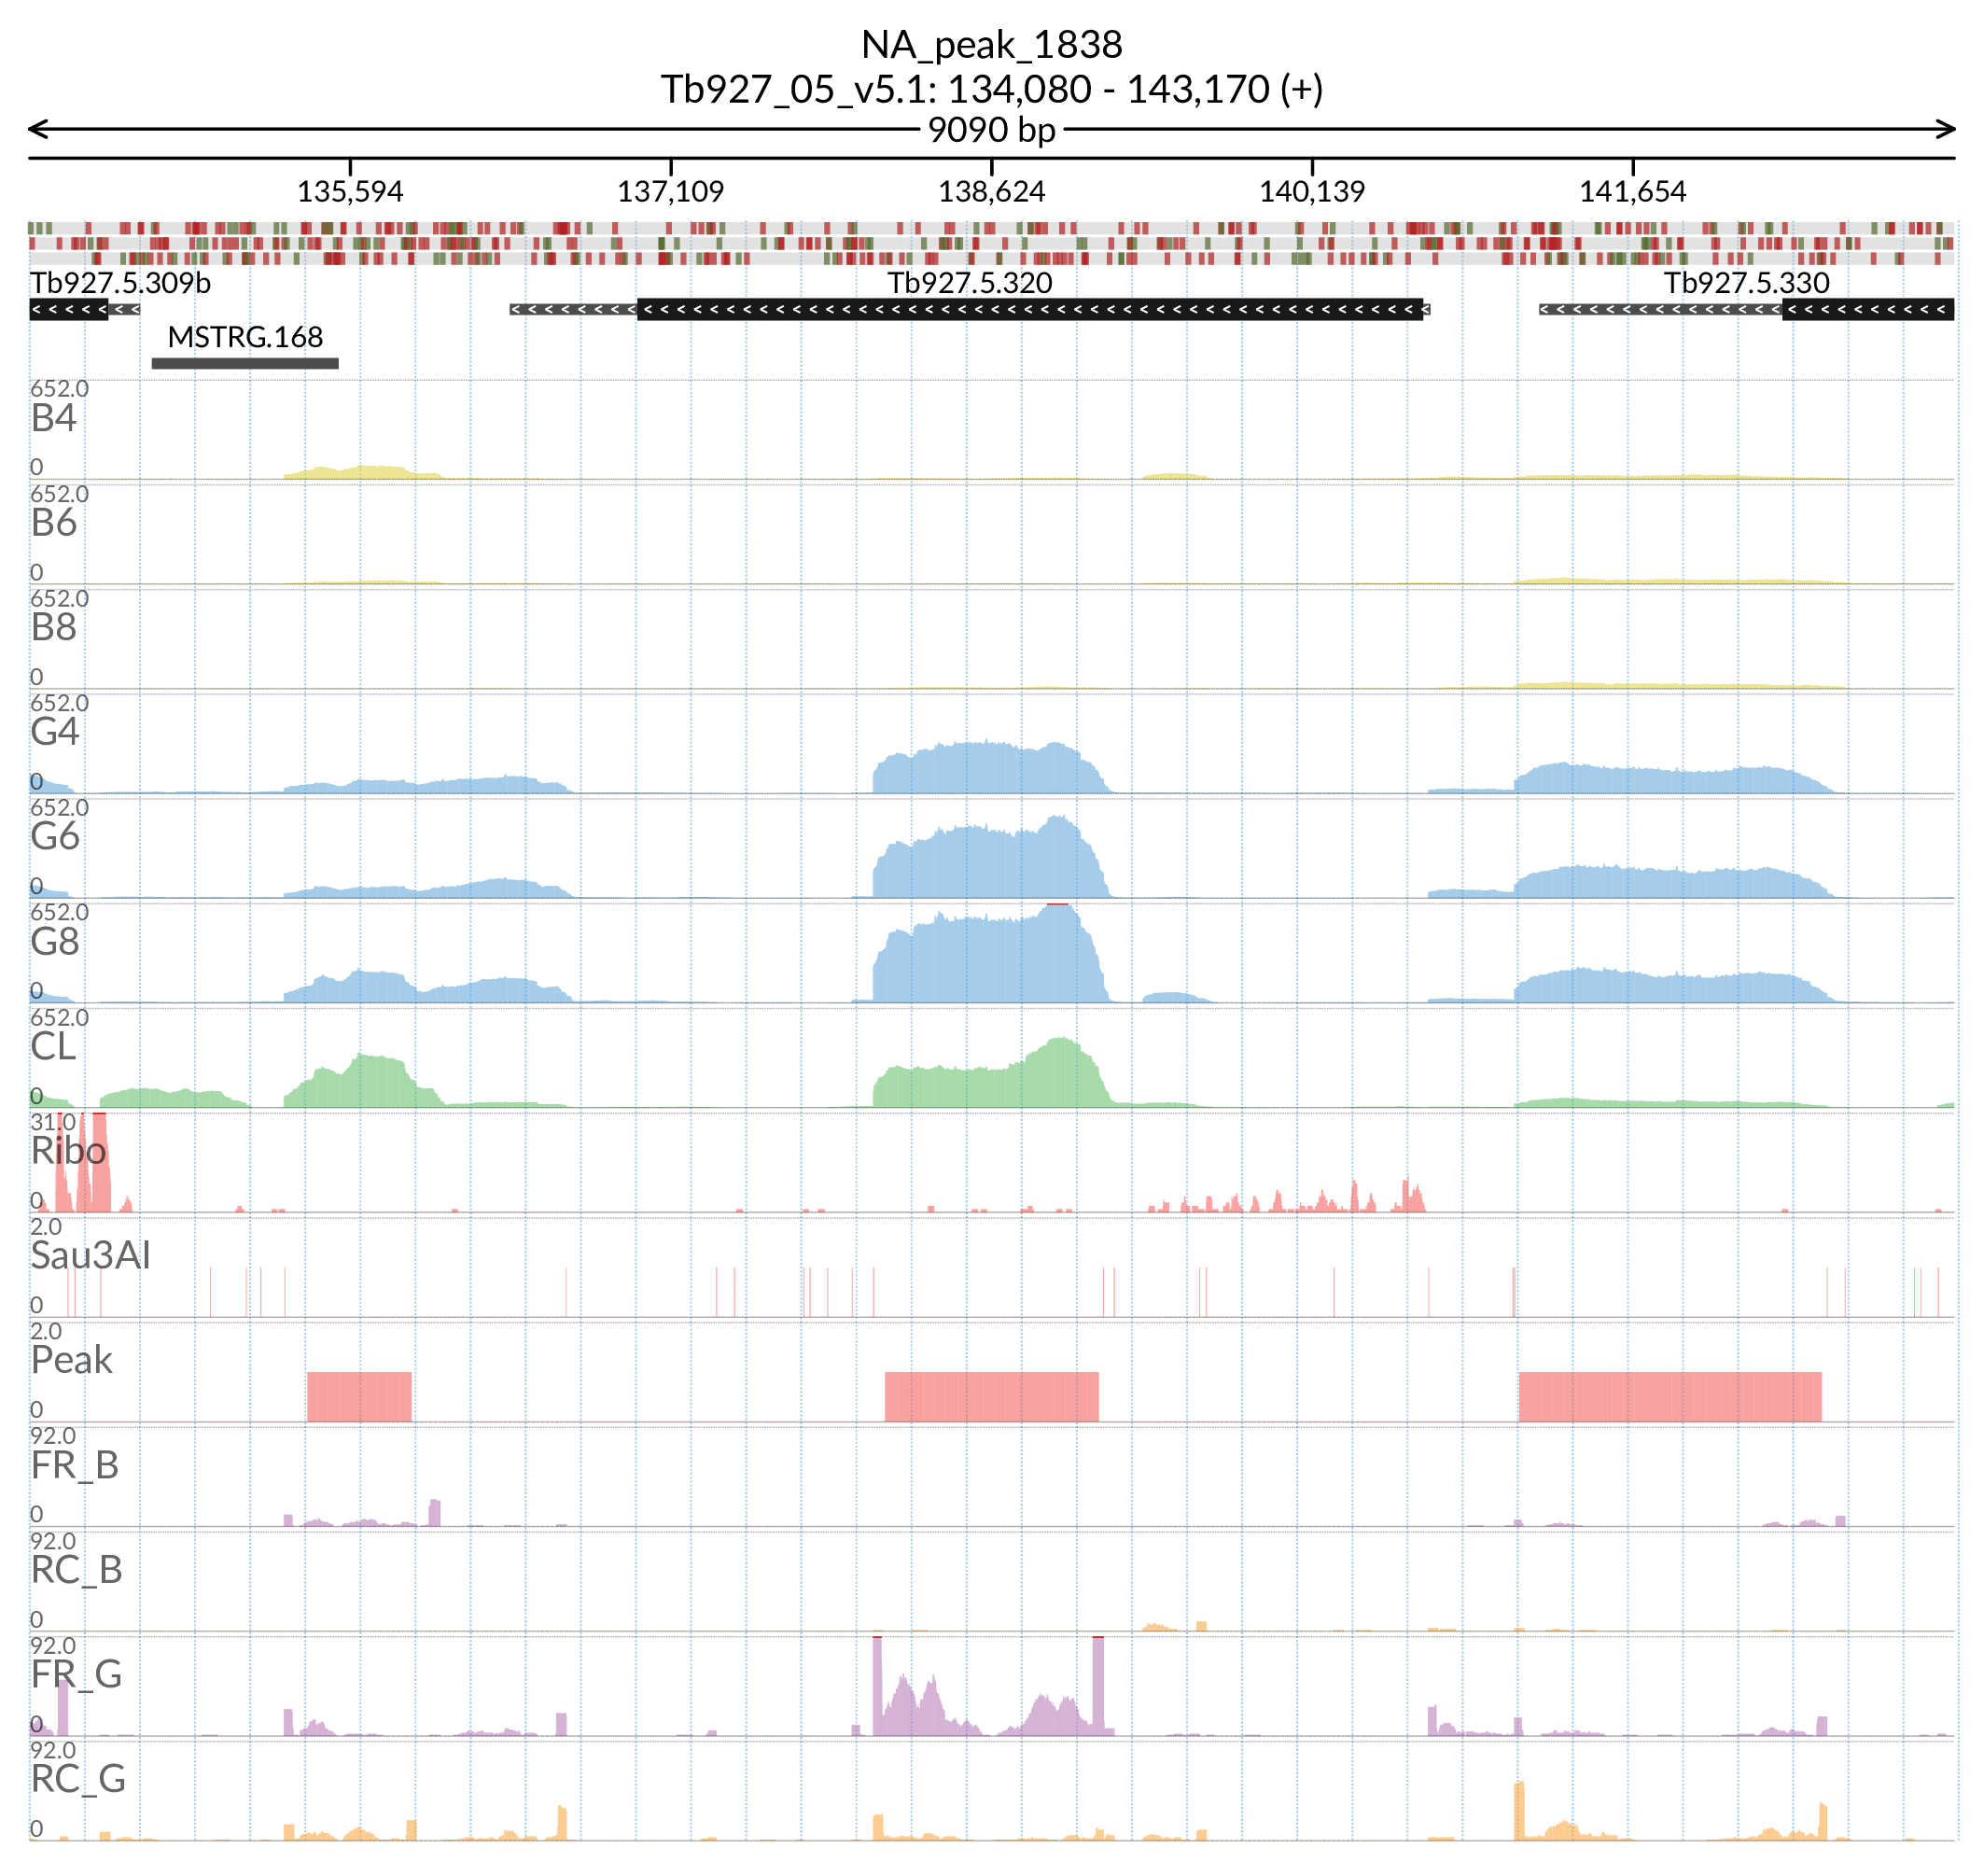 NA_peak_1838
Tb927_05_v5.1: 134,080 - 143,170 (+)
9090 bp
135,594 137,109 138,624 140,139 141,654
Tb927.5.309b Tb927.5.320 Tb927.5.330
MSTRG.168
652.0
B4
0
652.0
B6
0
652.0
B8
0
652.0
G4
0
652.0
G6
0
652.0
G8
0
652.0
CL
0
31.0
Ribo
0
2.0
Sau3AI
0
2.0
Peak
0
92.0
FR_B
0
92.0
RC_B
0
92.0
FR_G
0
92.0
RC_G
0